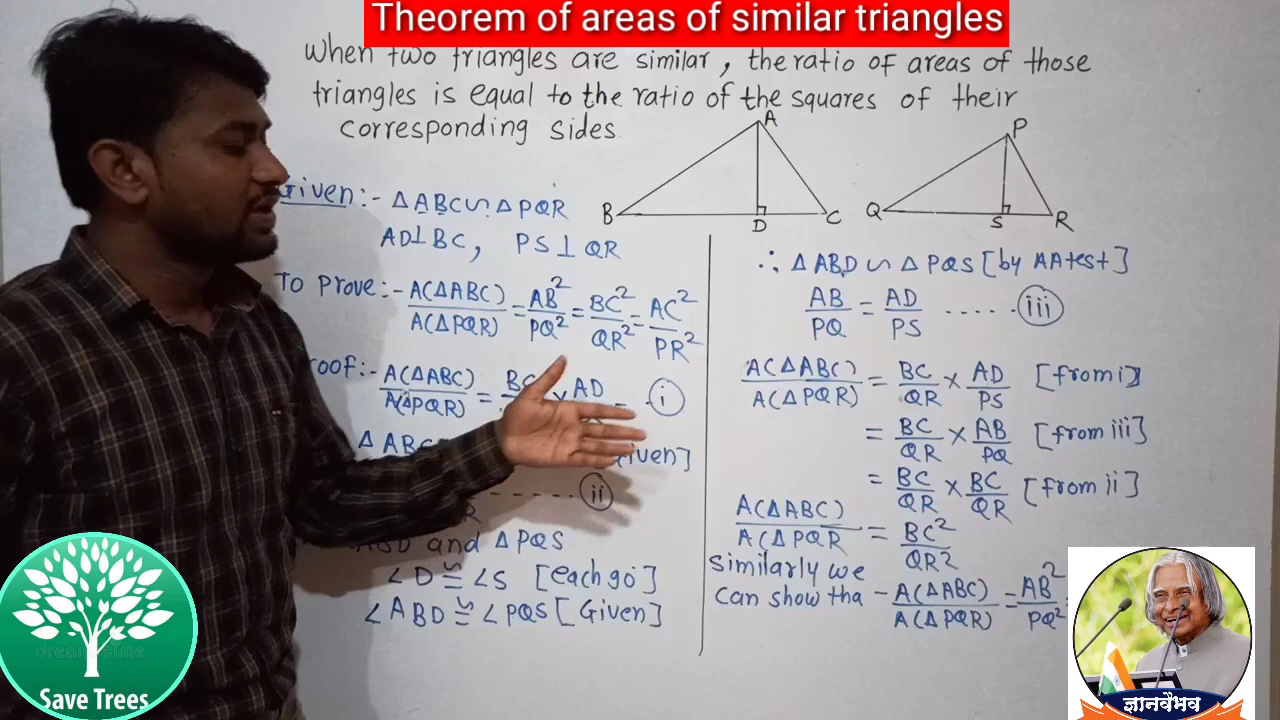 Theorem of areas of similar triangles
When two triangles are similar, the ratio of areas of those
triangles is equal to the ratio of the squares of their
corresponding sides.
A
B
D
C
P
Q
S
R
Given:- ΔABC ∽ ΔPQR
AD⊥BC, PS⊥QR
To prove:- A(ΔABC)/A(ΔPQR) = AB²/PQ² = BC²/QR² = AC²/PR²
A(ΔABC)/A(ΔPQR) = BC × AD (i)
ΔABC Given]
------- (ii)
ABD and ΔPQS
∠D ≅ ∠S [each 90°]
∠ABD ≅ ∠PQS [Given]
∴ ΔABD ∽ ΔPQS [by AA test]
AB/PQ = AD/PS ..... (iii)
A(ΔABC)/A(ΔPQR) = BC/QR × AD/PS [from i]
= BC/QR × AB/PQ [from iii]
= BC/QR × BC/QR [from ii]
A(ΔABC)/A(ΔPQR = BC²/QR²
similarly we
can show tha - A(ΔABC)/A(ΔPQR) = AB²/PQ² =
dreamstime.
Save Trees
ज्ञानवैभव